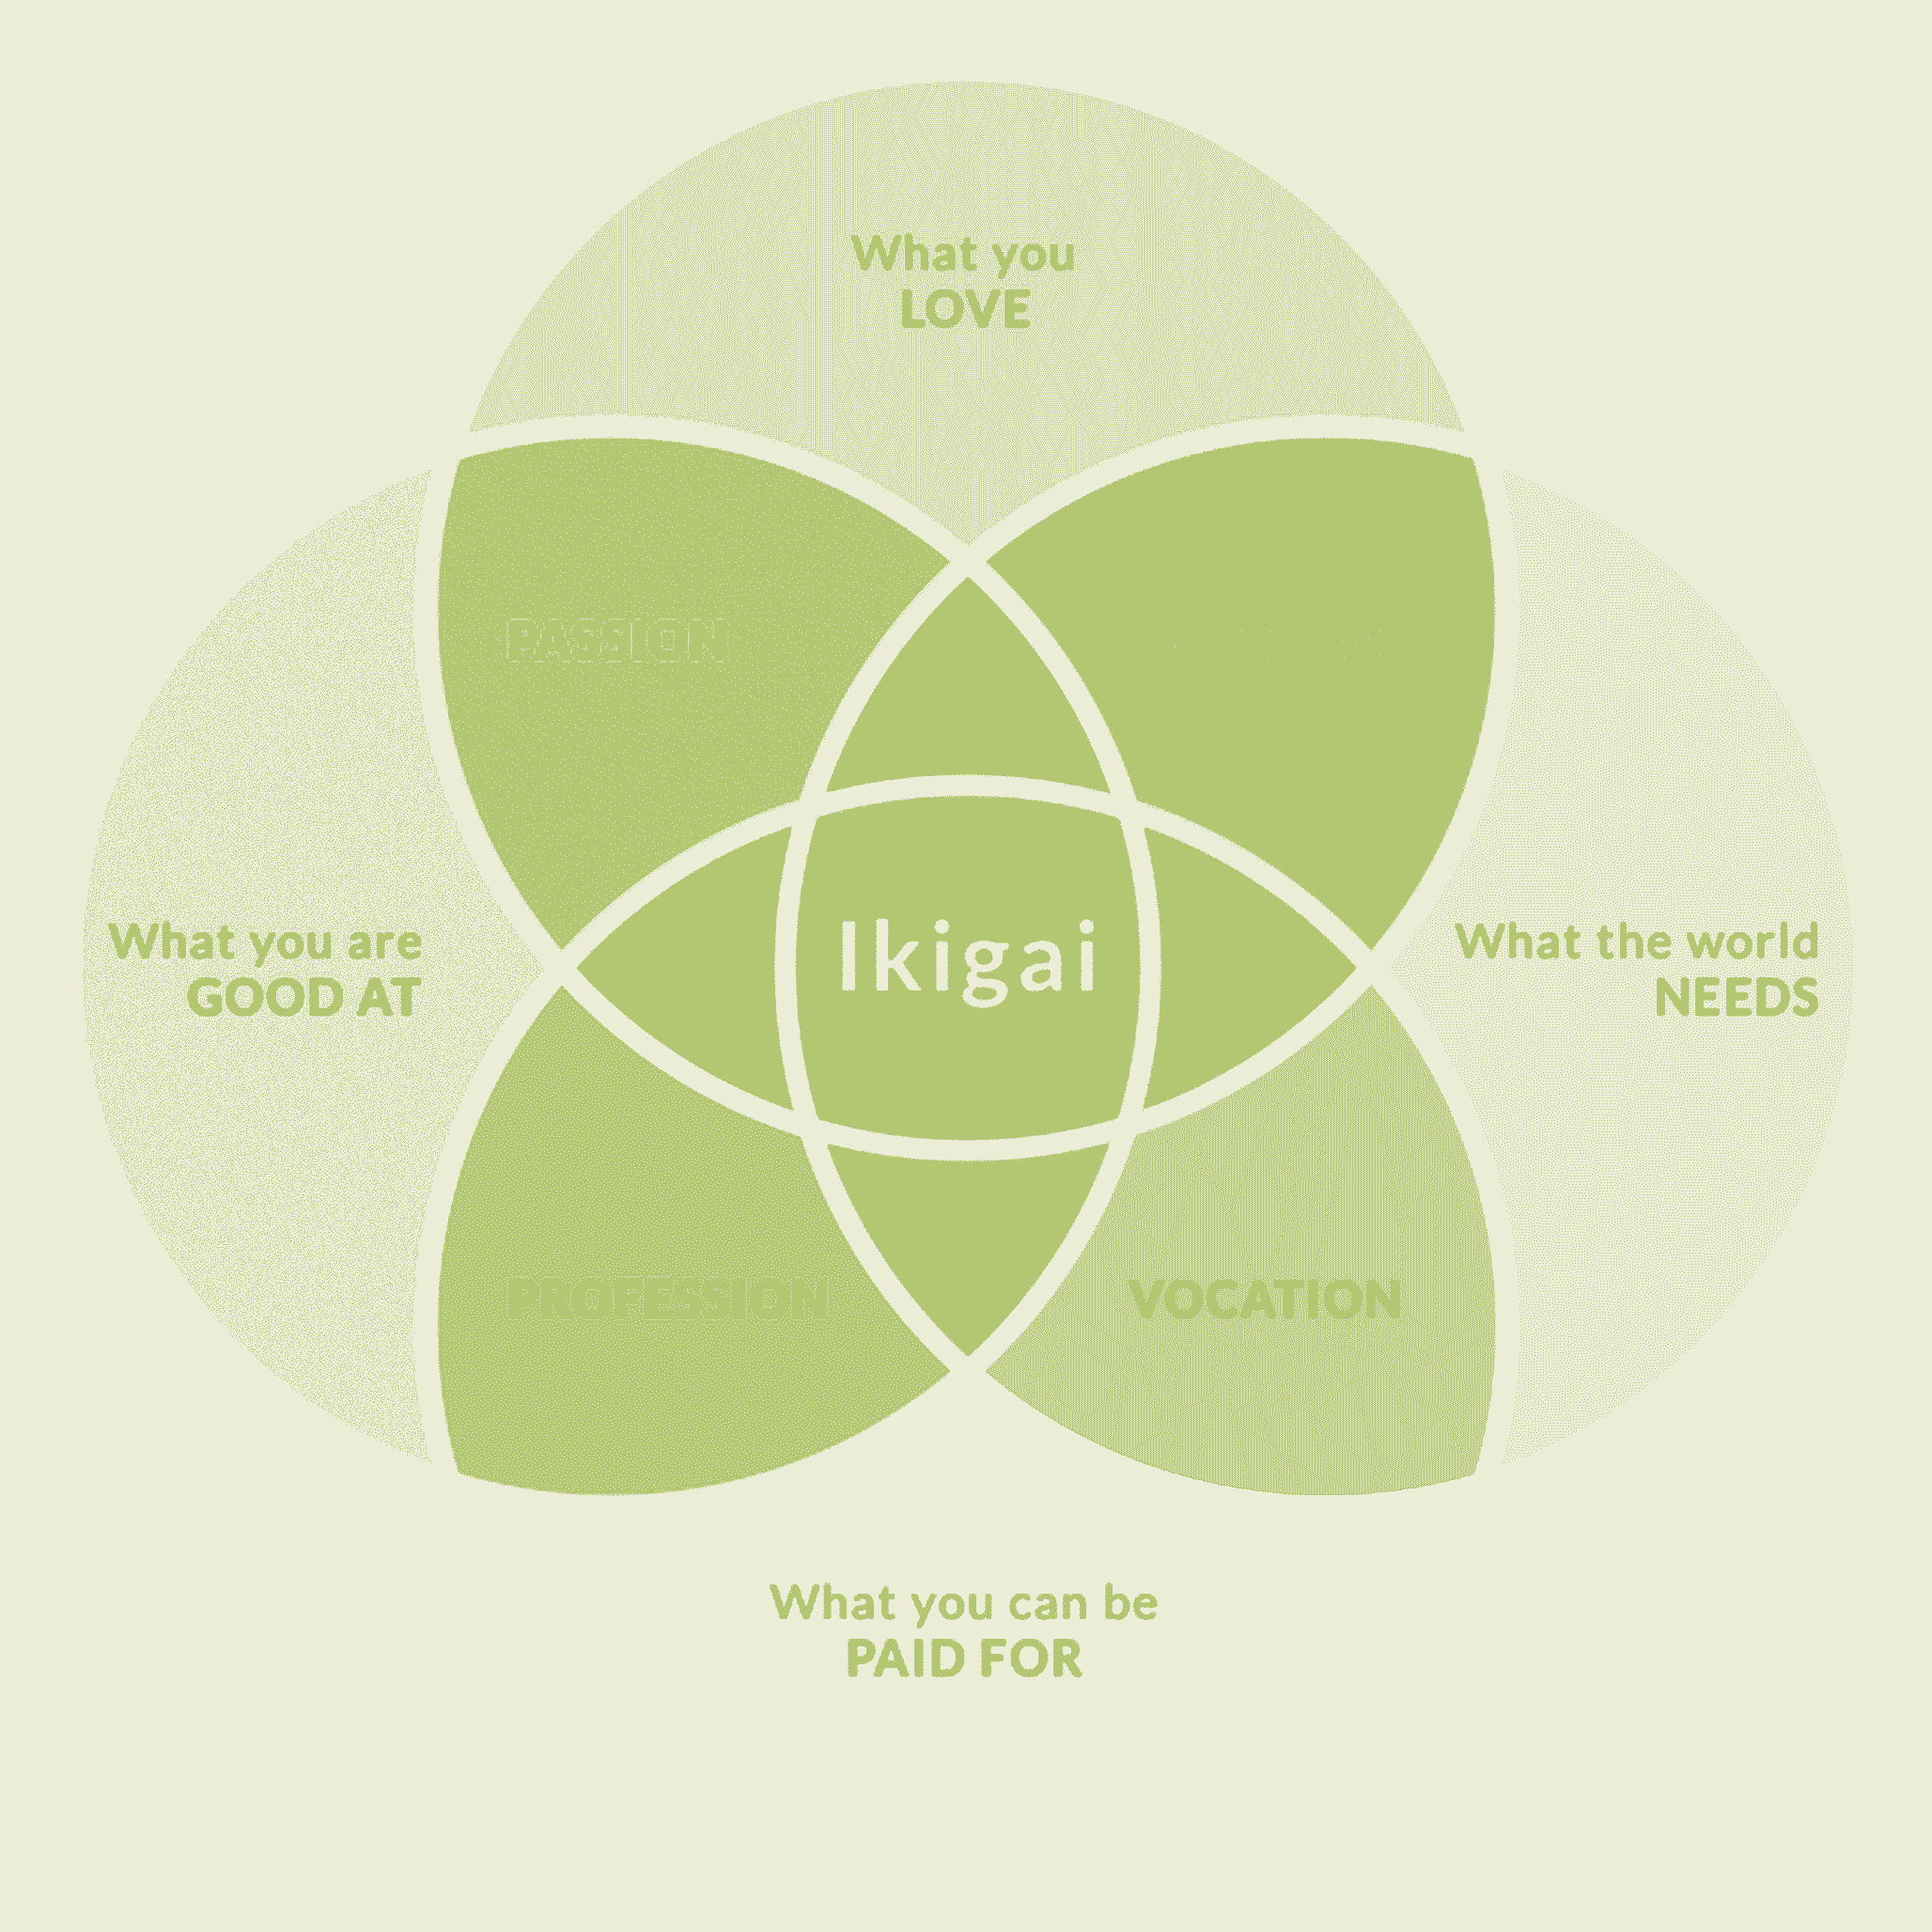 What you
LOVE
PASSION
What you are
GOOD AT
Ikigai
What the world
NEEDS
PROFESSION
VOCATION
What you can be
PAID FOR